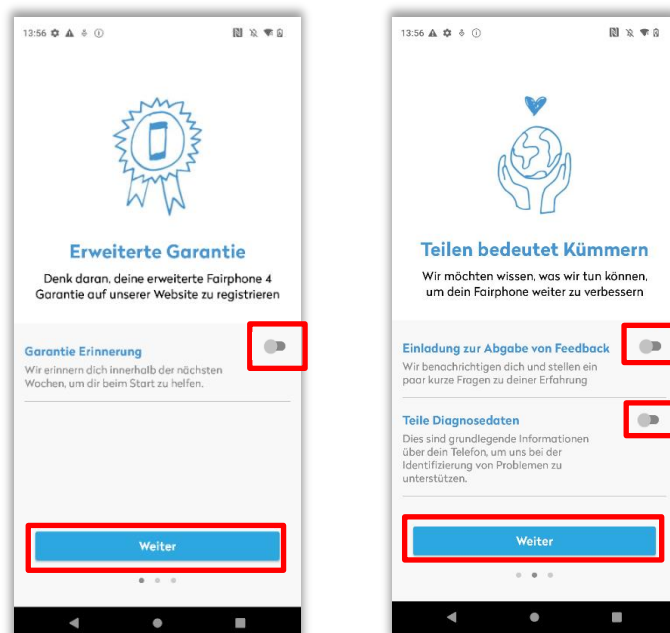 13:56
Erweiterte Garantie
Denk daran, deine erweiterte Fairphone 4
Garantie auf unserer Website zu registrieren
Garantie Erinnerung
Wir erinnern dich innerhalb der nächsten
Wochen, um dir beim Start zu helfen.
Weiter
13:56
Teilen bedeutet Kümmern
Wir möchten wissen, was wir tun können,
um dein Fairphone weiter zu verbessern
Einladung zur Abgabe von Feedback
Wir benachrichtigen dich und stellen ein
paar kurze Fragen zu deiner Erfahrung
Teile Diagnosedaten
Dies sind grundlegende Informationen
über dein Telefon, um uns bei der
Identifizierung von Problemen zu
unterstützen.
Weiter